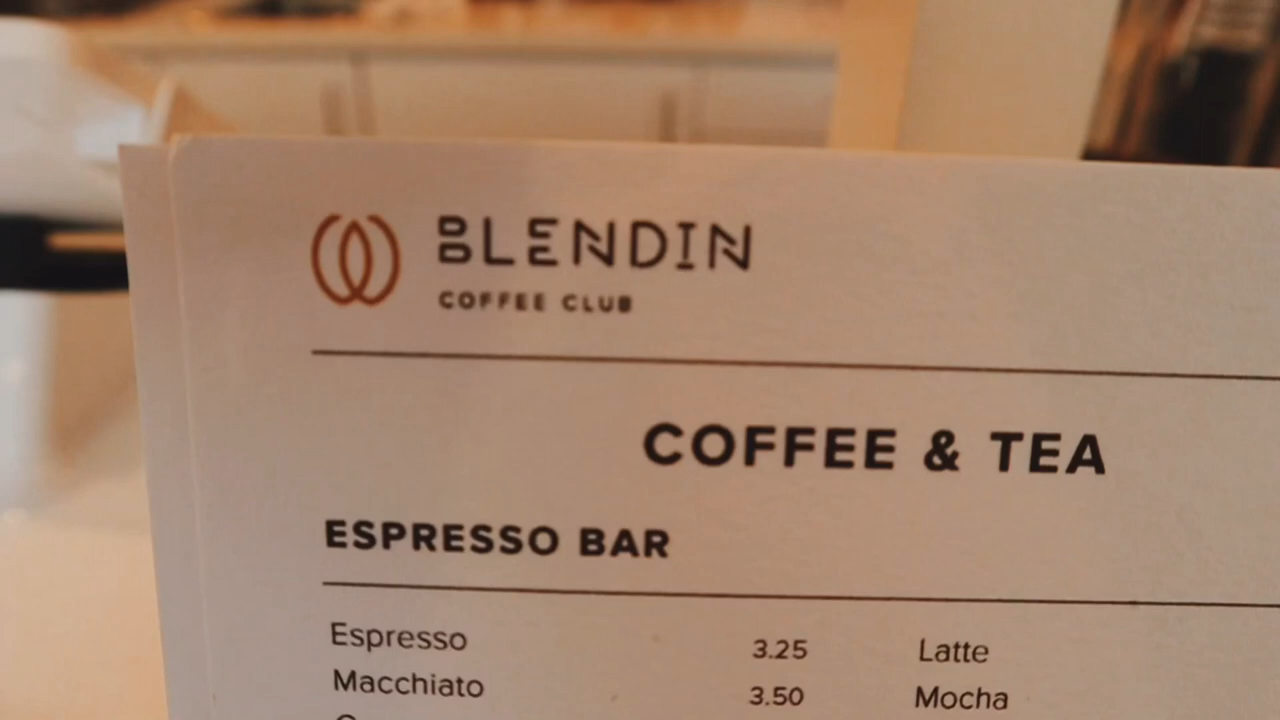 BLENDIN
COFFEE CLUB
COFFEE & TEA
ESPRESSO BAR
Espresso 3.25 Latte
Macchiato 3.50 Mocha